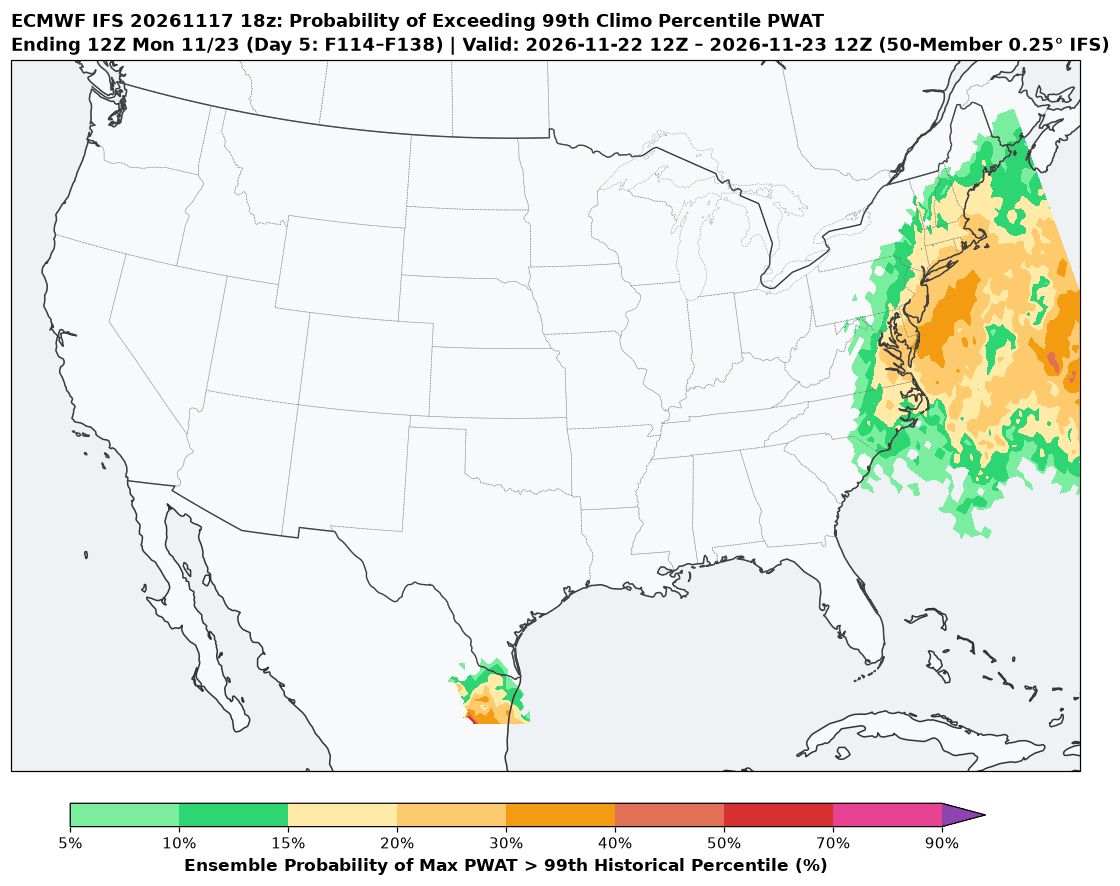 ECMWF IFS 20261117 18z: Probability of Exceeding 99th Climo Percentile PWAT
Ending 12Z Mon 11/23 (Day 5: F114–F138) | Valid: 2026-11-22 12Z – 2026-11-23 12Z (50-Member 0.25° IFS)
5% 10% 15% 20% 30% 40% 50% 70% 90%
Ensemble Probability of Max PWAT > 99th Historical Percentile (%)